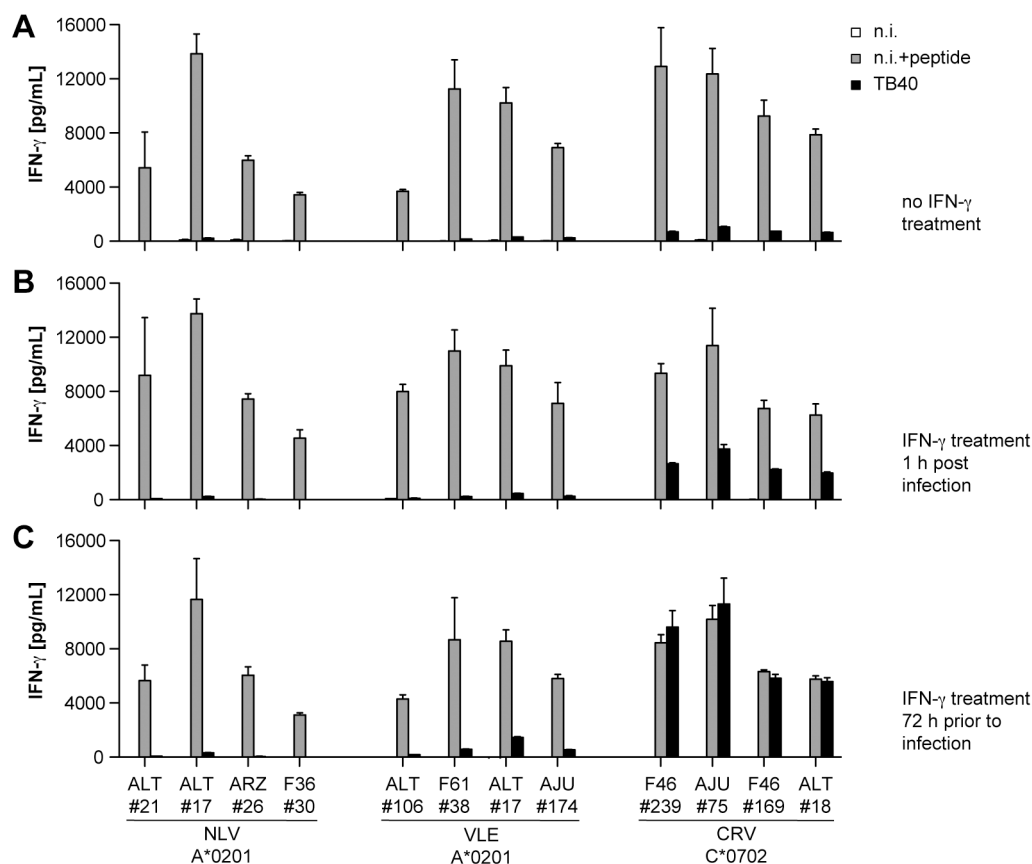 A
IFN-γ [pg/mL]
16000
12000
8000
4000
0
n.i.
n.i.+peptide
TB40
no IFN-γ
treatment
B
IFN-γ [pg/mL]
16000
12000
8000
4000
0
IFN-γ treatment
1 h post
infection
C
IFN-γ [pg/mL]
16000
12000
8000
4000
0
IFN-γ treatment
72 h prior to
infection
ALT ALT ARZ F36 ALT F61 ALT AJU F46 AJU F46 ALT
#21 #17 #26 #30 #106 #38 #17 #174 #239 #75 #169 #18
NLV VLE CRV
A*0201 A*0201 C*0702